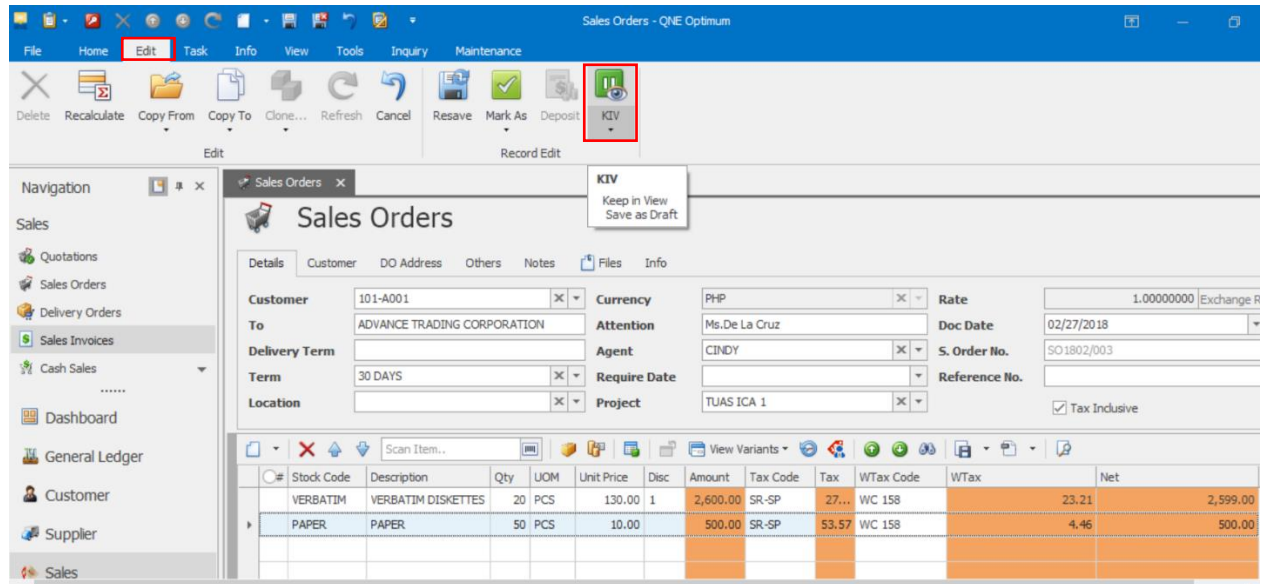 Sales Orders - QNE Optimum
File Home Edit Task Info View Tools Inquiry Maintenance
Delete Recalculate Copy From Copy To Clone... Refresh Cancel Resave Mark As Deposit KIV
Edit Record Edit
KIV
Keep in View
Save as Draft
Navigation
Sales
Quotations
Sales Orders
Delivery Orders
Sales Invoices
Cash Sales
Dashboard
General Ledger
Customer
Supplier
Sales
Sales Orders
Sales Orders
Details Customer DO Address Others Notes Files Info
Customer 101-A001 Currency PHP Rate 1.00000000 Exchange R
To ADVANCE TRADING CORPORATION Attention Ms.De La Cruz Doc Date 02/27/2018
Delivery Term Agent CINDY S. Order No. SO1802/003
Term 30 DAYS Require Date Reference No.
Location Project TUAS ICA 1 Tax Inclusive
Scan Item.. View Variants
# Stock Code Description Qty UOM Unit Price Disc Amount Tax Code Tax WTax Code WTax Net
VERBATIM VERBATIM DISKETTES 20 PCS 130.00 1 2,600.00 SR-SP 27... WC 158 23.21 2,599.00
PAPER PAPER 50 PCS 10.00 500.00 SR-SP 53.57 WC 158 4.46 500.00